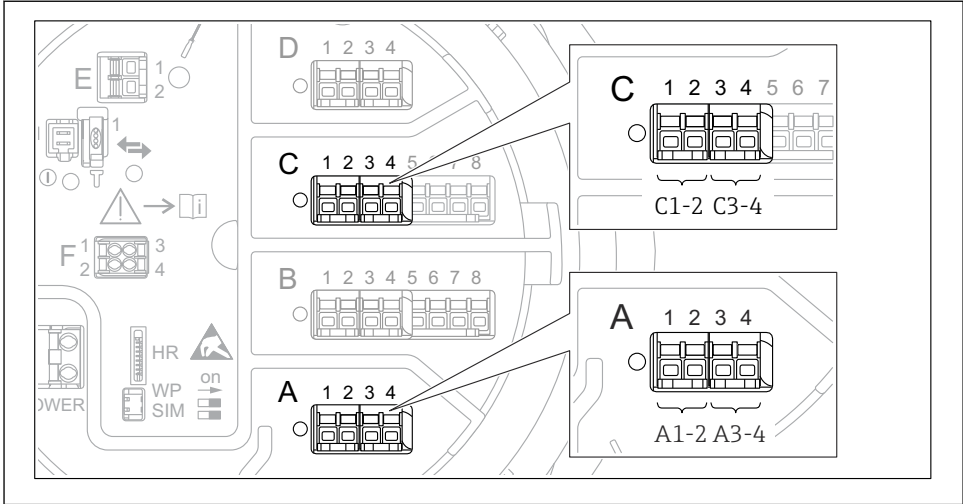 D 1 2 3 4
E 1
2
1
C 1 2 3 4 5 6 7 8
i
F 1 3
2 4
B 1 2 3 4 5 6 7 8
HR
WP on
SIM
OWER
A 1 2 3 4
C 1 2 3 4 5 6 7
C1-2 C3-4
A 1 2 3 4
A1-2 A3-4